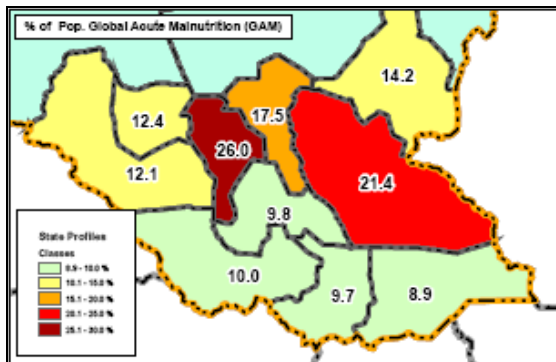 % of Pop. Global Acute Malnutrition (GAM)
14.2
17.5
12.4
26.0
12.1
21.4
9.8
10.0
9.7
8.9
State Profiles
Classes
8.9 - 10.0 %
10.1 - 15.0 %
15.1 - 20.0 %
20.1 - 25.0 %
25.1 - 30.0 %